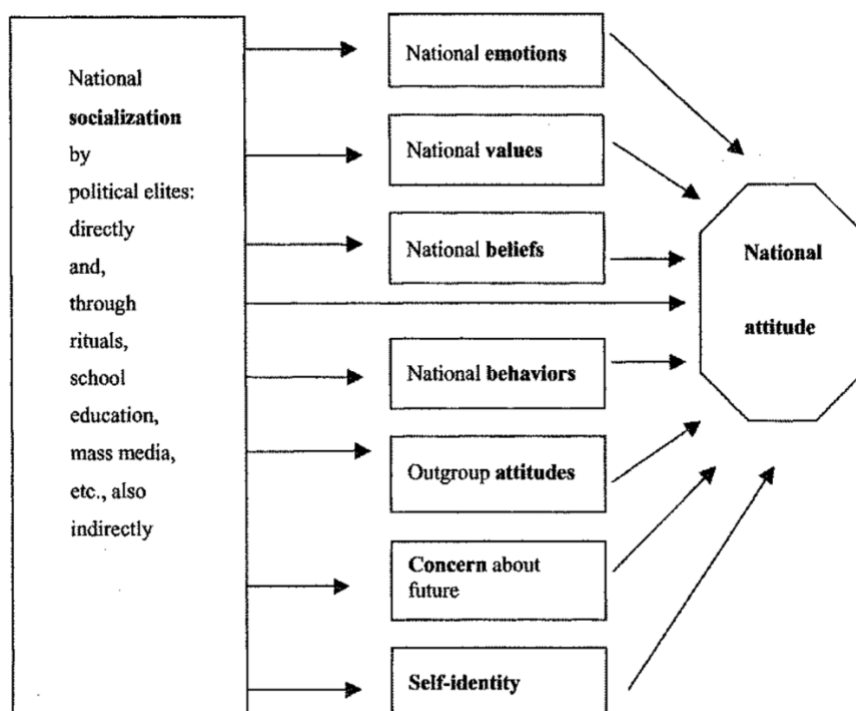 National
socialization
by
political elites:
directly
and,
through
rituals,
school
education,
mass media,
etc., also
indirectly
National emotions
National values
National beliefs
National behaviors
Outgroup attitudes
Concern about
future
Self-identity
National
attitude